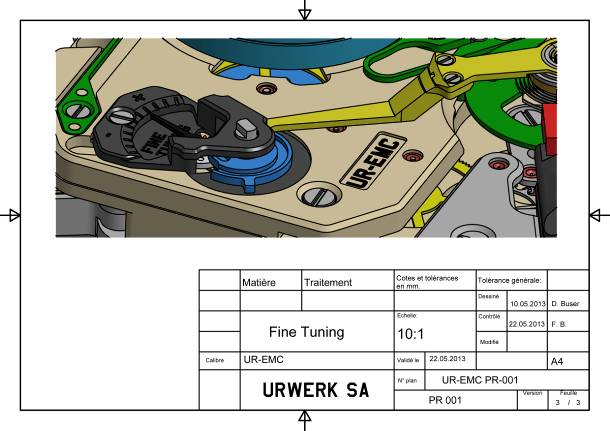 +
-
FINE
UR-EMC
Matière
Traitement
Cotes et tolérances
en mm.
Tolérance générale:
Dessiné
10.05.2013
D. Buser
Echelle:
Contrôlé
22.05.2013
F. B.
Fine Tuning
10:1
Modifié
Calibre
UR-EMC
Validé le
22.05.2013
A4
URWERK SA
N° plan
UR-EMC PR-001
PR 001
Version
Feuille
3 / 3